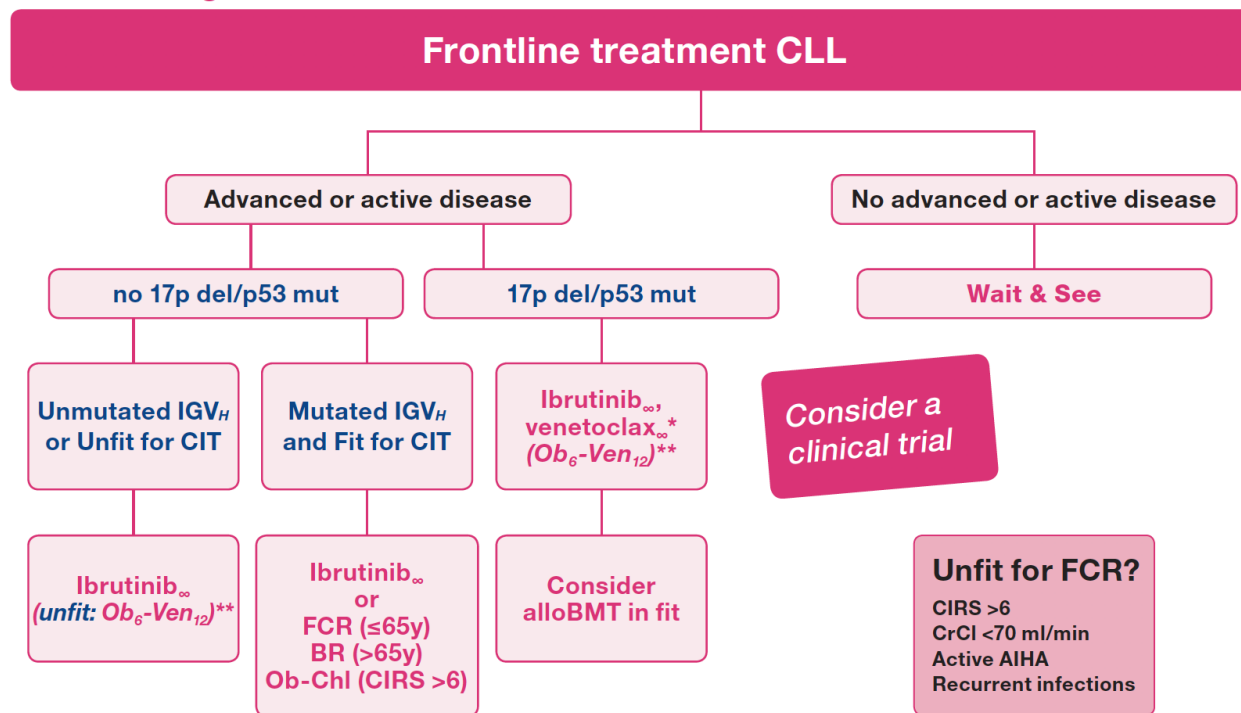 Frontline treatment CLL
Advanced or active disease
No advanced or active disease
no 17p del/p53 mut
17p del/p53 mut
Wait & See
Unmutated IGVH
or Unfit for CIT
Mutated IGVH
and Fit for CIT
Ibrutinib∞,
venetoclax∞*
(Ob6-Ven12)**
Consider a
clinical trial
Ibrutinib∞
(unfit: Ob6-Ven12)**
Ibrutinib∞
or
FCR (≤65y)
BR (>65y)
Ob-Chl (CIRS >6)
Consider
alloBMT in fit
Unfit for FCR?
CIRS >6
CrCl <70 ml/min
Active AIHA
Recurrent infections